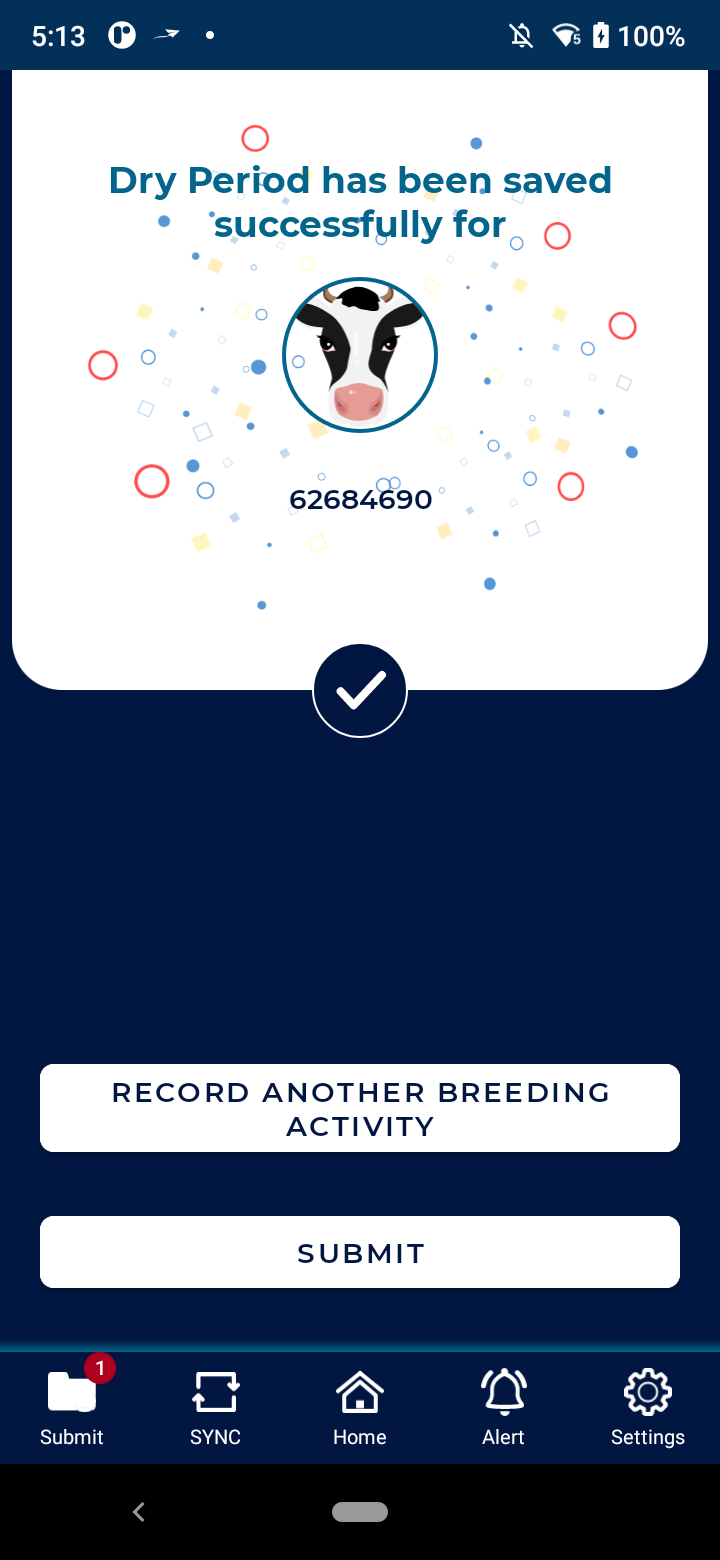 5:13
5
100%
Dry Period has been saved
successfully for
62684690
RECORD ANOTHER BREEDING
ACTIVITY
SUBMIT
1
Submit
SYNC
Home
Alert
Settings